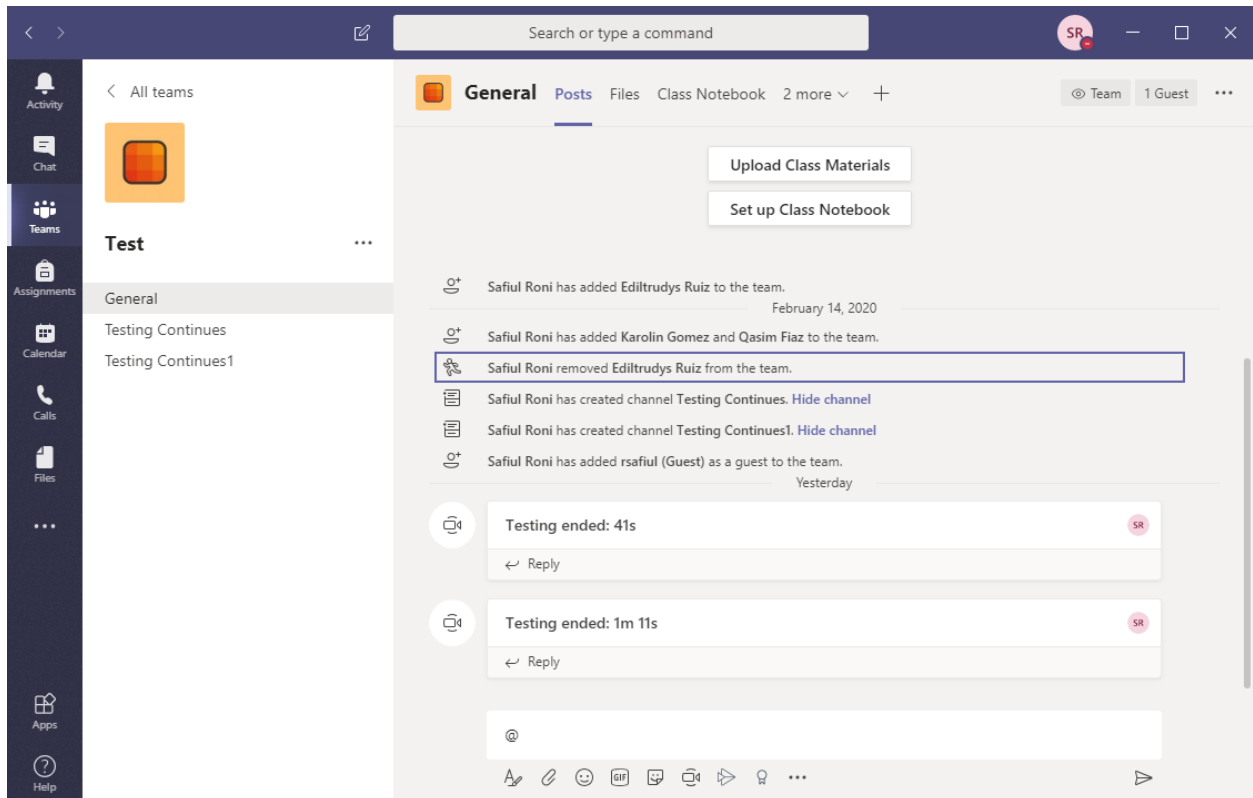 Search or type a command
SR
Activity
Chat
Teams
Assignments
Calendar
Calls
Files
Apps
Help
All teams
Test
General
Testing Continues
Testing Continues1
General Posts Files Class Notebook 2 more
Team 1 Guest
Upload Class Materials
Set up Class Notebook
Safiul Roni has added Ediltrudys Ruiz to the team.
February 14, 2020
Safiul Roni has added Karolin Gomez and Qasim Fiaz to the team.
Safiul Roni removed Ediltrudys Ruiz from the team.
Safiul Roni has created channel Testing Continues. Hide channel
Safiul Roni has created channel Testing Continues1. Hide channel
Safiul Roni has added rsafiul (Guest) as a guest to the team.
Yesterday
Testing ended: 41s SR
Reply
Testing ended: 1m 11s SR
Reply
@
GIF